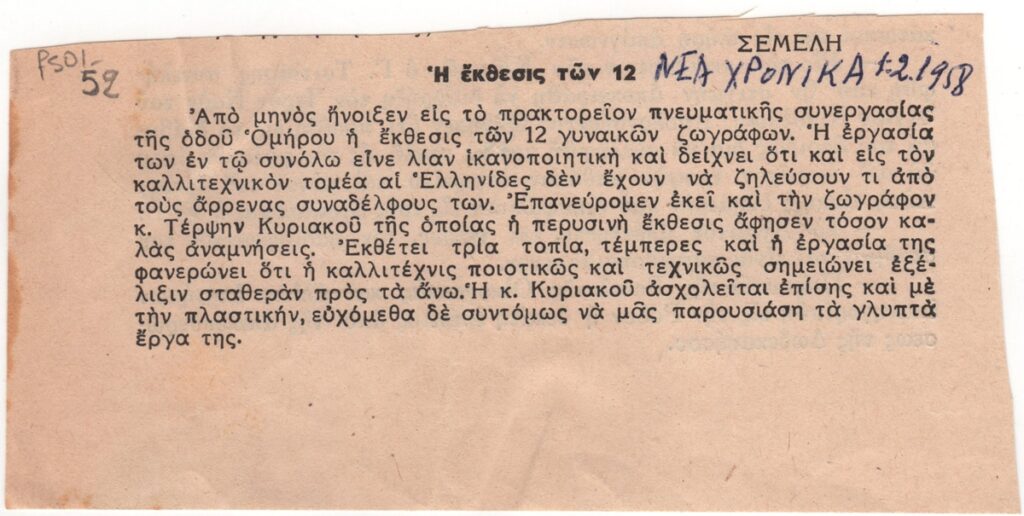 ΣΕΜΕΛΗ
PS01-
52
Ἡ ἔκθεσις τῶν 12 ΝΕΑ ΧΡΟΝΙΚΑ 1-2.1958
Ἀπὸ μηνὸς ἤνοιξεν εἰς τὸ πρακτορεῖον πνευματικῆς συνεργασίας
τῆς ὁδοῦ Ὁμήρου ἡ ἔκθεσις τῶν 12 γυναικῶν ζωγράφων. Ἡ ἐργασία
των ἐν τῷ συνόλω εἶνε λίαν ἱκανοποιητικὴ καὶ δείχνει ὅτι καὶ εἰς τὸν
καλλιτεχνικὸν τομέα αἱ Ἑλληνίδες δὲν ἔχουν νὰ ζηλεύσουν τι ἀπὸ
τοὺς ἄρρενας συναδέλφους των. Ἐπανεύρομεν ἐκεῖ καὶ τὴν ζωγράφον
κ. Τέρψην Κυριακοῦ τῆς ὁποίας ἡ περυσινὴ ἔκθεσις ἄφησεν τόσον κα-
λὰς ἀναμνήσεις. Ἐκθέτει τρία τοπία, τέμπερες καὶ ἡ ἐργασία της
φανερώνει ὅτι ἡ καλλιτέχνις ποιοτικῶς καὶ τεχνικῶς σημειώνει ἐξέ-
λιξιν σταθερὰν πρὸς τὰ ἄνω. Ἡ κ. Κυριακοῦ ἀσχολεῖται ἐπίσης καὶ μὲ
τὴν πλαστικήν, εὐχόμεθα δὲ συντόμως νὰ μᾶς παρουσιάση τὰ γλυπτὰ
ἔργα της.